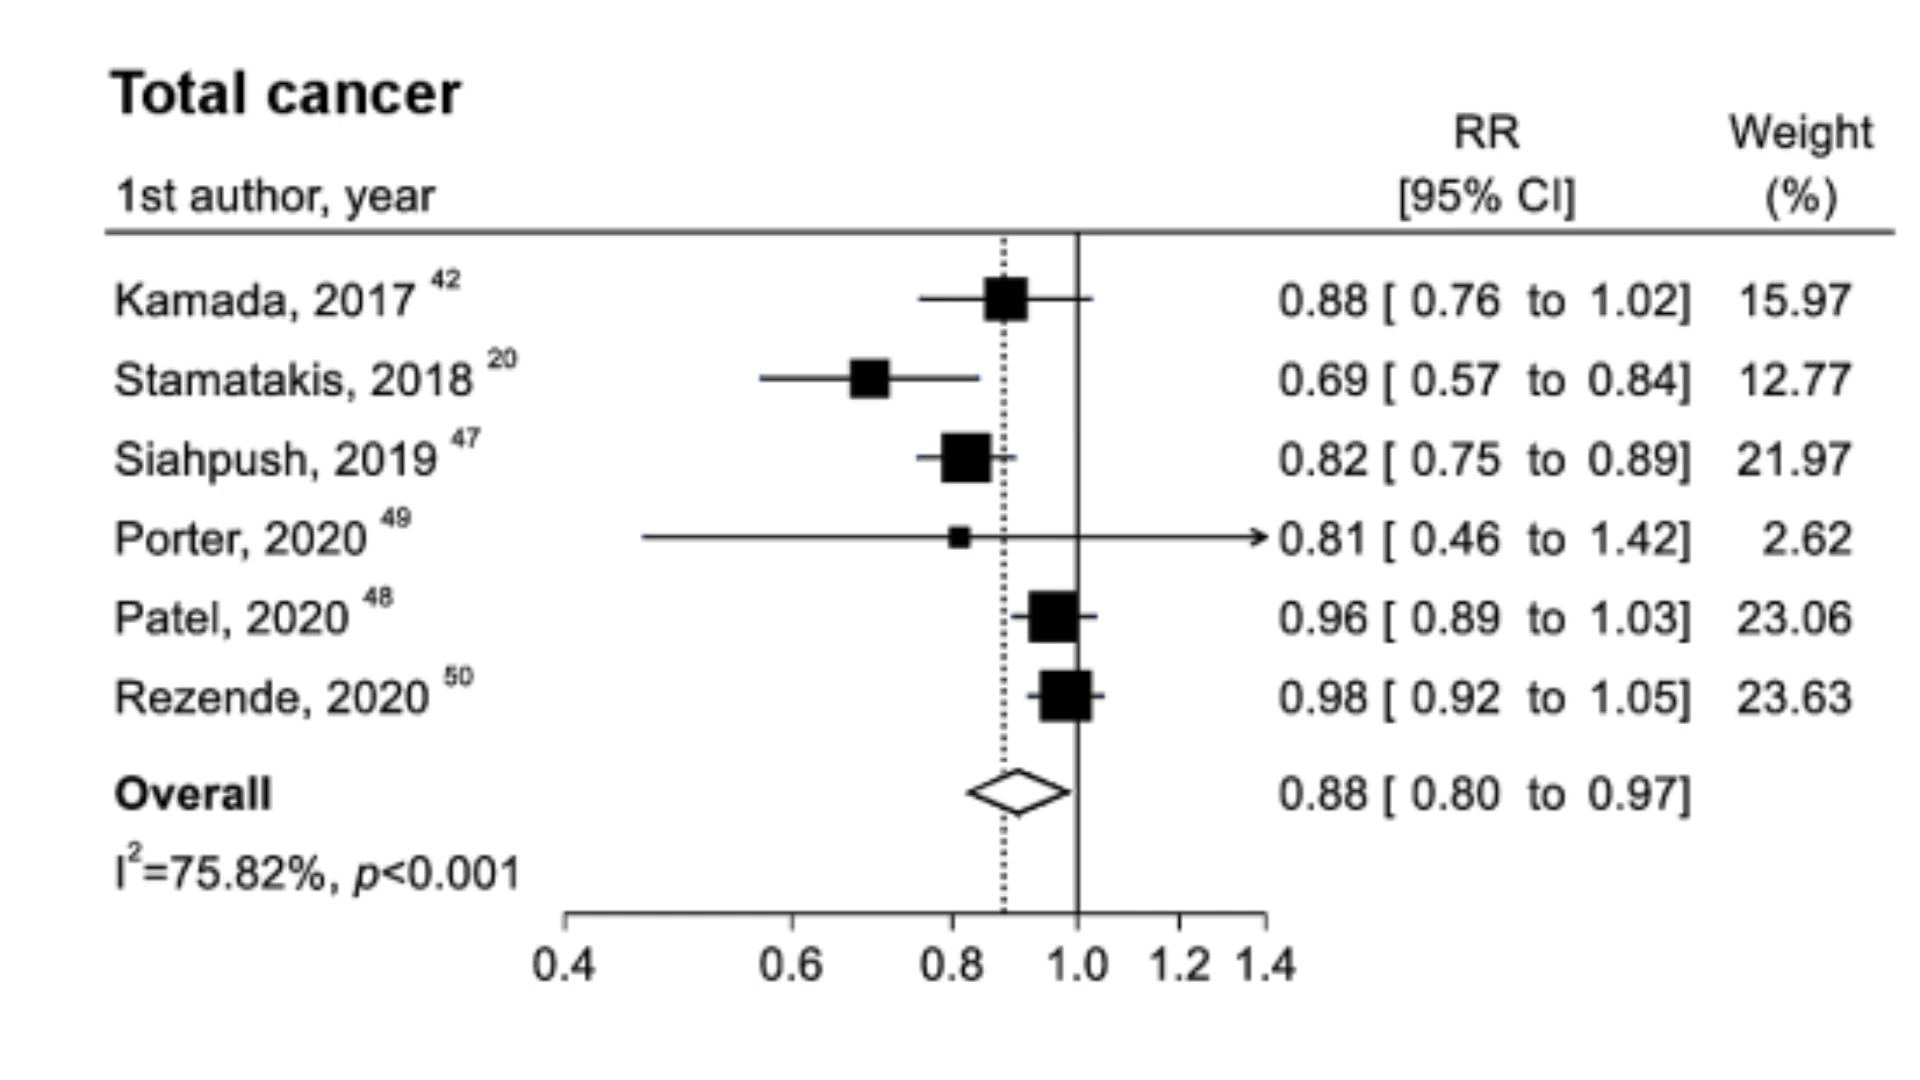 Total cancer
RR Weight
1st author, year [95% CI] (%)
Kamada, 2017 42 0.88 [ 0.76 to 1.02] 15.97
Stamatakis, 2018 20 0.69 [ 0.57 to 0.84] 12.77
Siahpush, 2019 47 0.82 [ 0.75 to 0.89] 21.97
Porter, 2020 49 0.81 [ 0.46 to 1.42] 2.62
Patel, 2020 48 0.96 [ 0.89 to 1.03] 23.06
Rezende, 2020 50 0.98 [ 0.92 to 1.05] 23.63
Overall 0.88 [ 0.80 to 0.97]
I²=75.82%, p<0.001
0.4 0.6 0.8 1.0 1.2 1.4